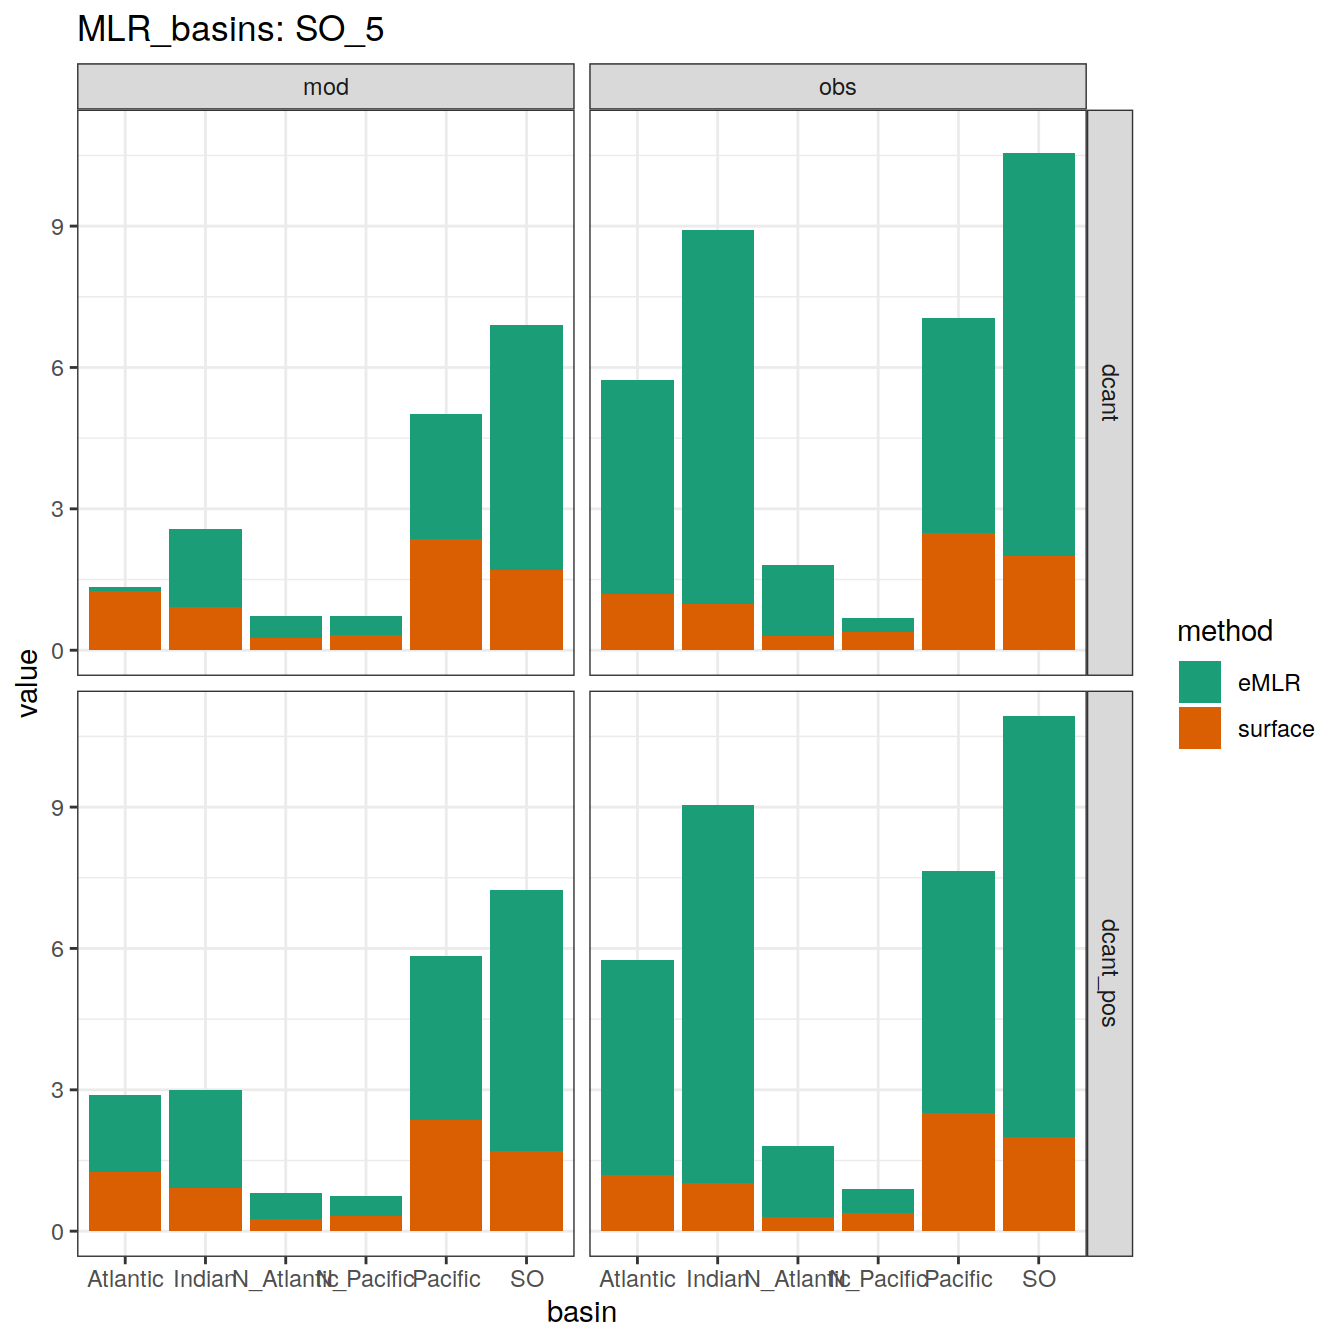 MLR_basins: SO_5
mod
obs
9
6
3
0
dcant
9
6
3
0
dcant_pos
value
Atlantic Indian N_Atlantic N_Pacific Pacific SO
Atlantic Indian N_Atlantic N_Pacific Pacific SO
basin
method
eMLR
surface